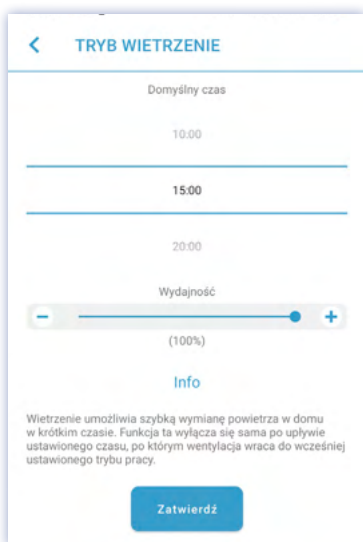 TRYB WIETRZENIE
Domyślny czas
10:00
15:00
20:00
Wydajność
(100%)
Info
Wietrzenie umożliwia szybką wymianę powietrza w domu
w krótkim czasie. Funkcja ta wyłącza się sama po upływie
ustawionego czasu, po którym wentylacja wraca do wcześniej
ustawionego trybu pracy.
Zatwierdź